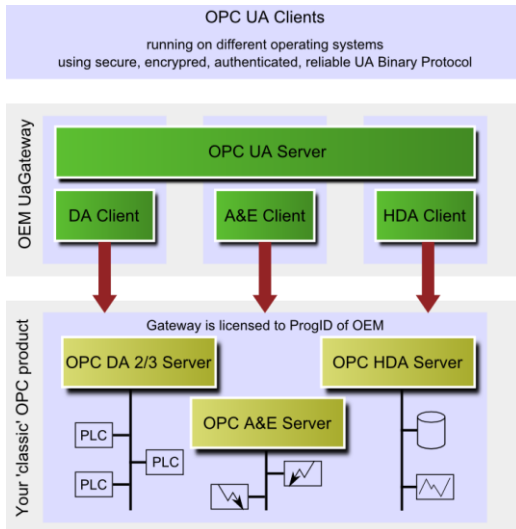 OPC UA Clients
running on different operating systems
using secure, encrypred, authenticated, reliable UA Binary Protocol
OEM UaGateway
OPC UA Server
DA Client
A&E Client
HDA Client
Your 'classic' OPC product
Gateway is licensed to ProgID of OEM
OPC DA 2/3 Server
OPC HDA Server
OPC A&E Server
PLC
PLC
PLC